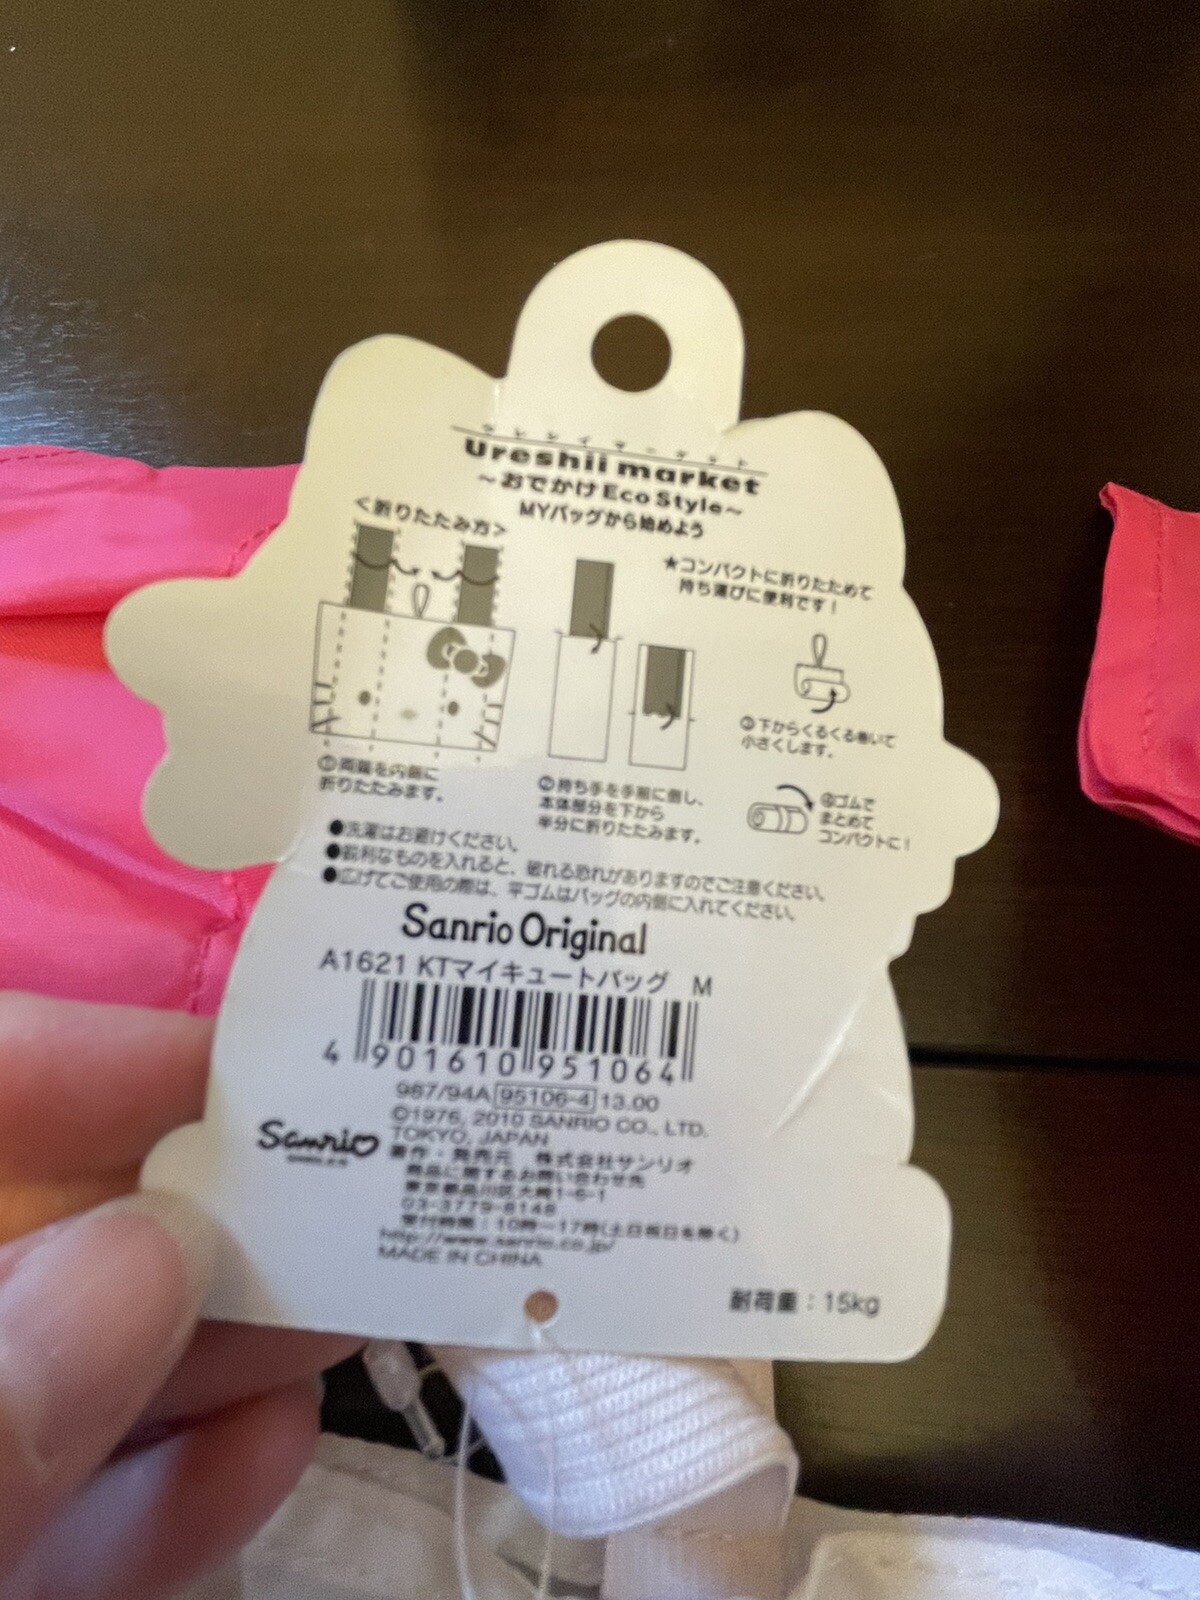 ウレシイマーケット
Ureshii market
〜おでかけ Eco Style〜
MYバッグから始めよう
<折りたたみ方>
★コンパクトに折りたためて
持ち運びに便利です！
①両端を内側に
折りたたみます。
②持ち手を手前に倒し、
本体部分を下から
半分に折りたたみます。
③下からくるくる巻いて
小さくします。
④ゴムで
まとめて
コンパクトに！
●洗濯はお避けください。
●鋭利なものを入れると、破れる恐れがありますのでご注意ください。
●広げてご使用の際は、平ゴムはバッグの内側に入れてください。
Sanrio Original
A1621 KTマイキュートバッグ M
4 901610 951064
987/94A 95106-4 13.00
©1976, 2010 SANRIO CO., LTD.
TOKYO, JAPAN
Sanrio
著作・発売元 株式会社サンリオ
商品に関するお問い合わせ先
東京都品川区大崎1-6-1
03-3779-8148
受付時間：10時〜17時(土日祝日を除く)
http://www.sanrio.co.jp/
MADE IN CHINA
耐荷重：15kg